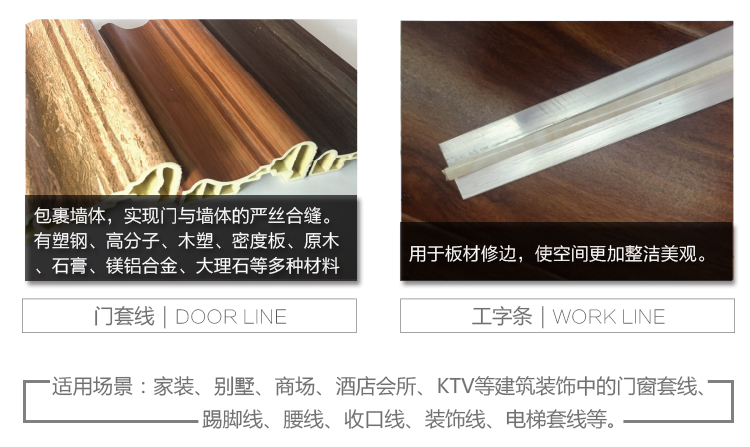 包裹墙体，实现门与墙体的严丝合缝。
有塑钢、高分子、木塑、密度板、原木
、石膏、镁铝合金、大理石等多种材料
用于板材修边，使空间更加整洁美观。
门套线 | DOOR LINE
工字条 | WORK LINE
适用场景：家装、别墅、商场、酒店会所、KTV等建筑装饰中的门窗套线、
踢脚线、腰线、收口线、装饰线、电梯套线等。